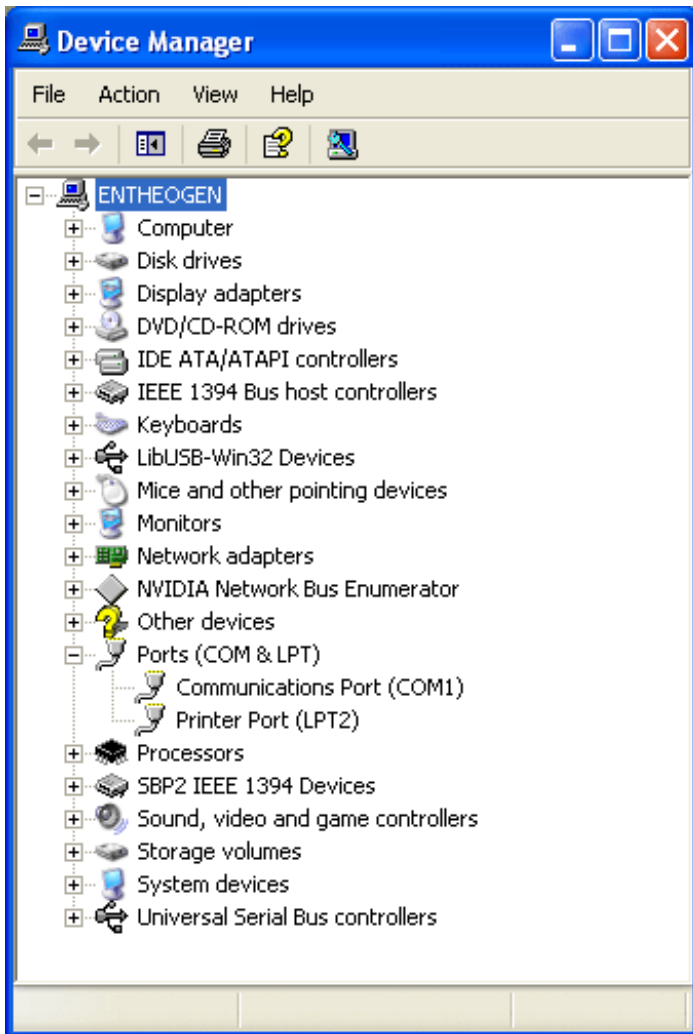 Device Manager
File Action View Help
ENTHEOGEN
Computer
Disk drives
Display adapters
DVD/CD-ROM drives
IDE ATA/ATAPI controllers
IEEE 1394 Bus host controllers
Keyboards
LibUSB-Win32 Devices
Mice and other pointing devices
Monitors
Network adapters
NVIDIA Network Bus Enumerator
Other devices
Ports (COM & LPT)
Communications Port (COM1)
Printer Port (LPT2)
Processors
SBP2 IEEE 1394 Devices
Sound, video and game controllers
Storage volumes
System devices
Universal Serial Bus controllers